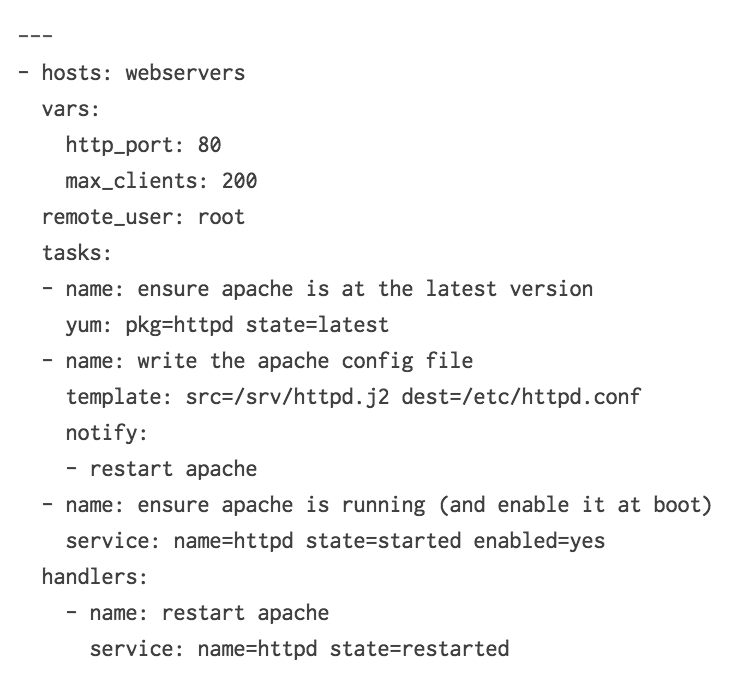 ---
- hosts: webservers
  vars:
    http_port: 80
    max_clients: 200
  remote_user: root
  tasks:
  - name: ensure apache is at the latest version
    yum: pkg=httpd state=latest
  - name: write the apache config file
    template: src=/srv/httpd.j2 dest=/etc/httpd.conf
    notify:
    - restart apache
  - name: ensure apache is running (and enable it at boot)
    service: name=httpd state=started enabled=yes
  handlers:
    - name: restart apache
      service: name=httpd state=restarted